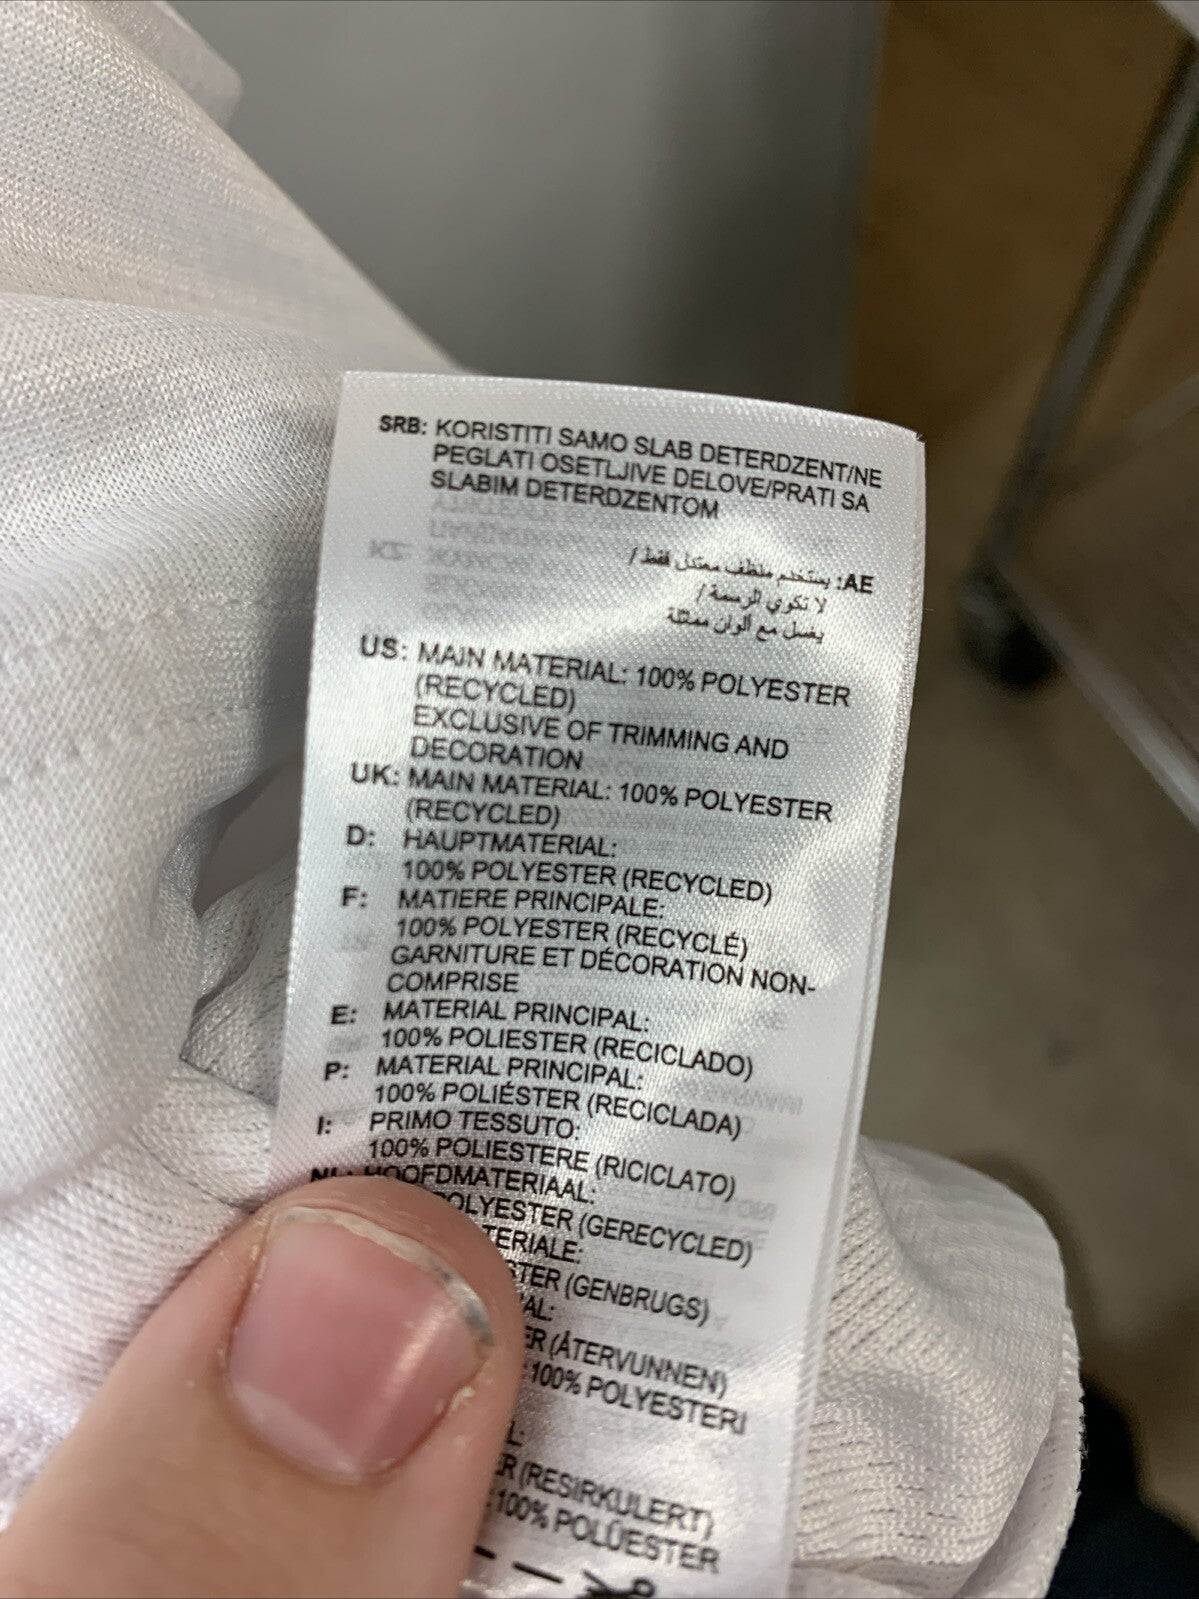 SRB: KORISTITI SAMO SLAB DETERDZENT/NE
PEGLATI OSETLJIVE DELOVE/PRATI SA
SLABIM DETERDZENTOM
AE: يستخدم منظف معتدل فقط /
لا تكوي الرسمة /
يغسل مع ألوان مماثلة
US: MAIN MATERIAL: 100% POLYESTER
(RECYCLED)
EXCLUSIVE OF TRIMMING AND
DECORATION
UK: MAIN MATERIAL: 100% POLYESTER
(RECYCLED)
D: HAUPTMATERIAL:
100% POLYESTER (RECYCLED)
F: MATIERE PRINCIPALE:
100% POLYESTER (RECYCLÉ)
GARNITURE ET DÉCORATION NON-
COMPRISE
E: MATERIAL PRINCIPAL:
100% POLIESTER (RECICLADO)
P: MATERIAL PRINCIPAL:
100% POLIÉSTER (RECICLADA)
I: PRIMO TESSUTO:
100% POLIESTERE (RICICLATO)
NL: HOOFDMATERIAAL:
(GERECYCLED)
(GENBRUGS)
(ÅTERVUNNEN)
100% POLYESTERI
(RESIRKULERT)
100% POLÜESTER